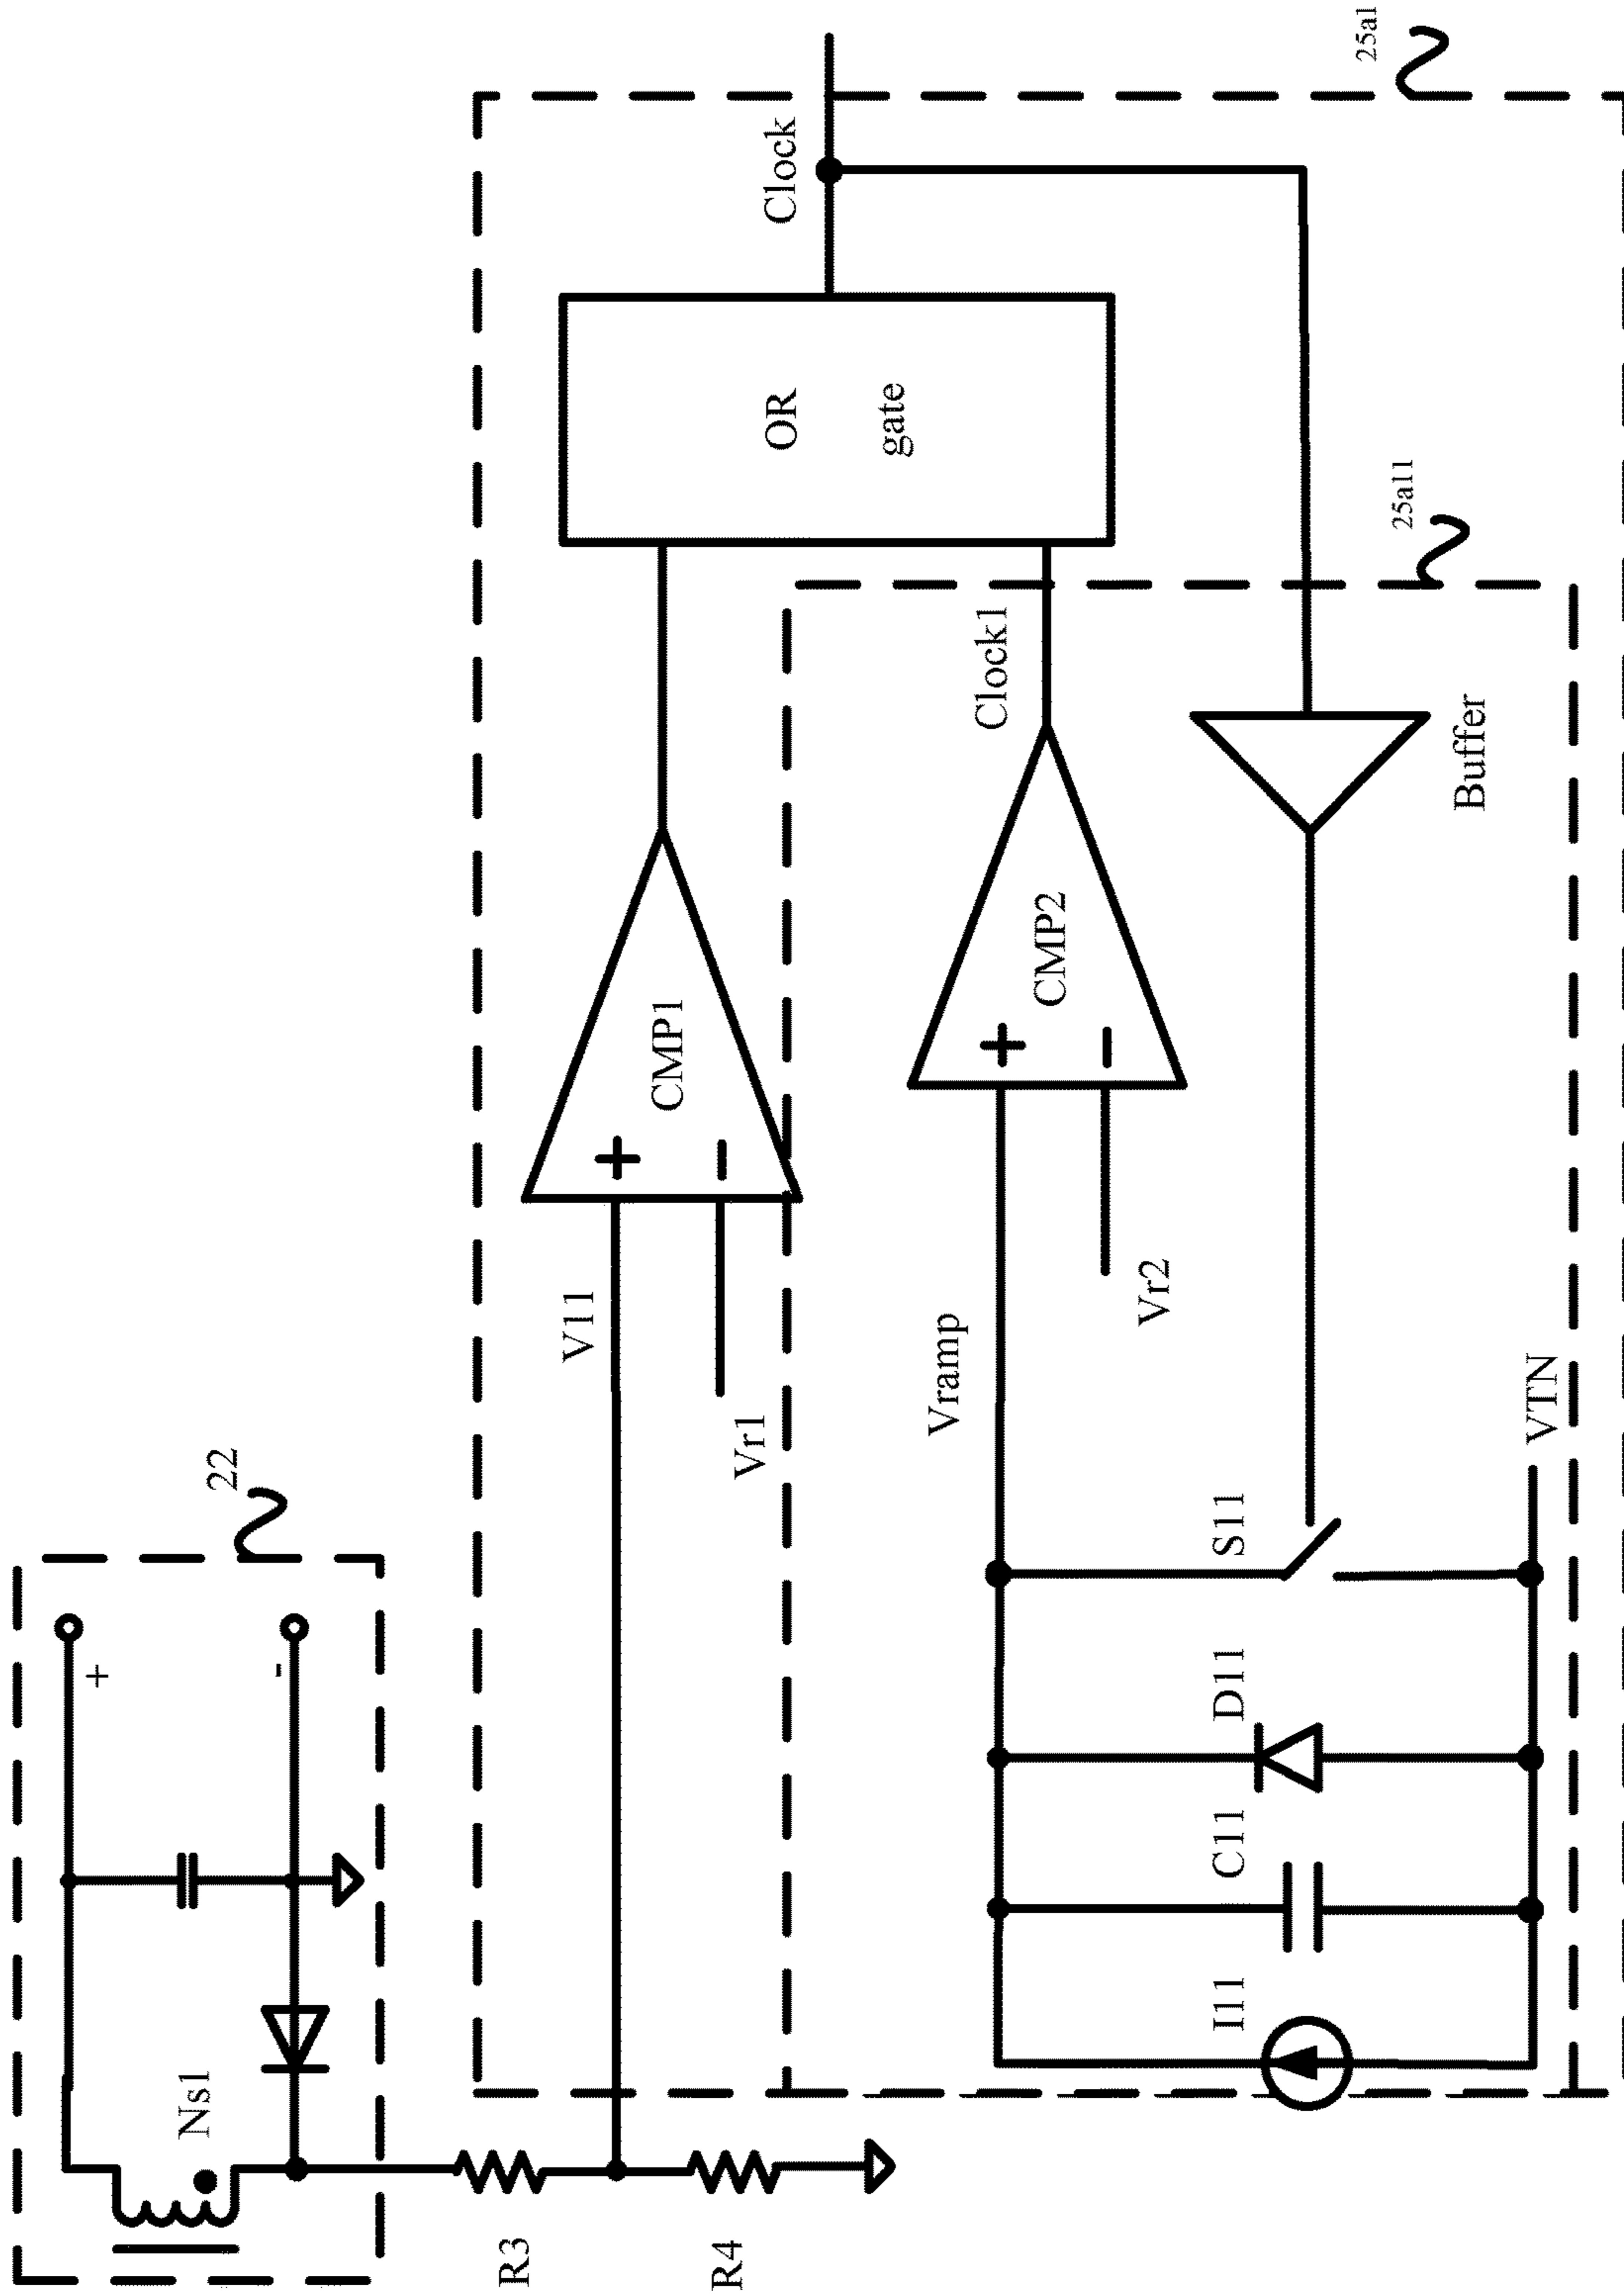 22
+
-
Ns1
R3
R4
V11
Vr1
+
-
CMP1
OR
gate
Clock
25a1
25a11
Clock1
Vramp
Vr2
+
-
CMP2
Buffer
I11
C11
D11
S11
VTN